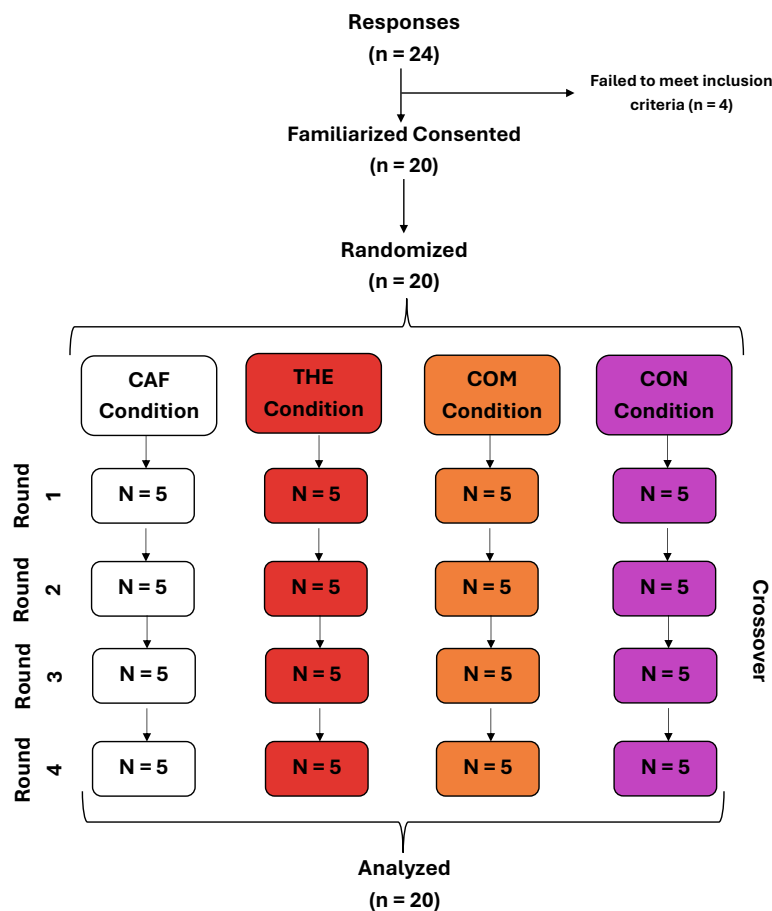 Responses
(n = 24)
Failed to meet inclusion
criteria (n = 4)
Familiarized Consented
(n = 20)
Randomized
(n = 20)
CAF
Condition
THE
Condition
COM
Condition
CON
Condition
Round
1
N = 5
N = 5
N = 5
N = 5
Round
2
N = 5
N = 5
N = 5
N = 5
Crossover
Round
3
N = 5
N = 5
N = 5
N = 5
Round
4
N = 5
N = 5
N = 5
N = 5
Analyzed
(n = 20)